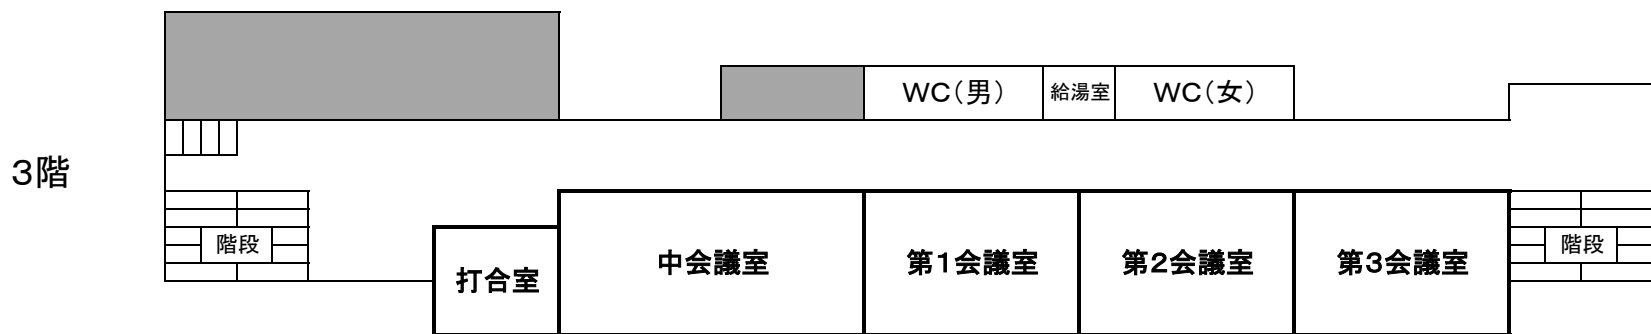 WC(男)
給湯室
WC(女)
3階
階段
打合室
中会議室
第1会議室
第2会議室
第3会議室
階段